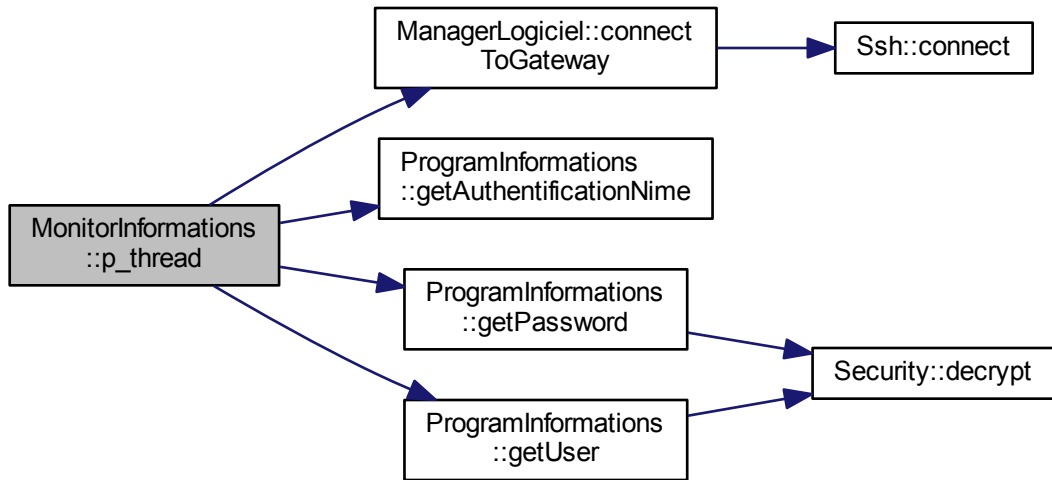 ManagerLogiciel::connect
ToGateway
Ssh::connect
ProgramInformations
::getAuthentificationNime
MonitorInformations
::p_thread
ProgramInformations
::getPassword
Security::decrypt
ProgramInformations
::getUser